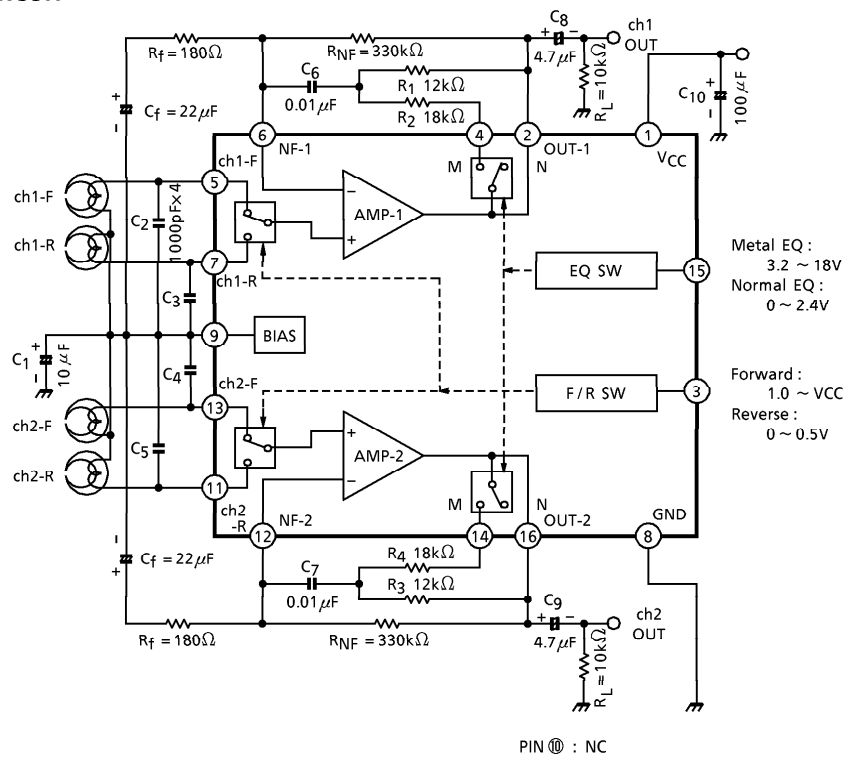 C8
ch1
OUT
Rf=180Ω
RNF=330kΩ
4.7μF
RL=10kΩ
C6
0.01μF
R1 12kΩ
R2 18kΩ
C10
100μF
Cf=22μF
6
NF-1
4
2
OUT-1
1
VCC
M
N
ch1-F
5
ch1-F
ch1-R
C2
1000pF×4
AMP-1
7
ch1-R
C3
EQ SW
15
Metal EQ :
3.2 ~ 18V
Normal EQ :
0 ~ 2.4V
9
BIAS
C1
10μF
C4
ch2-F
13
F/R SW
3
Forward :
1.0 ~ VCC
Reverse :
0 ~ 0.5V
ch2-F
ch2-R
C5
AMP-2
11
ch2
-R
M
N
12
NF-2
14
16
OUT-2
8
GND
Cf=22μF
C7
0.01μF
R4 18kΩ
R3 12kΩ
C9
ch2
OUT
Rf=180Ω
RNF=330kΩ
4.7μF
RL=10kΩ
PIN ⑩ : NC